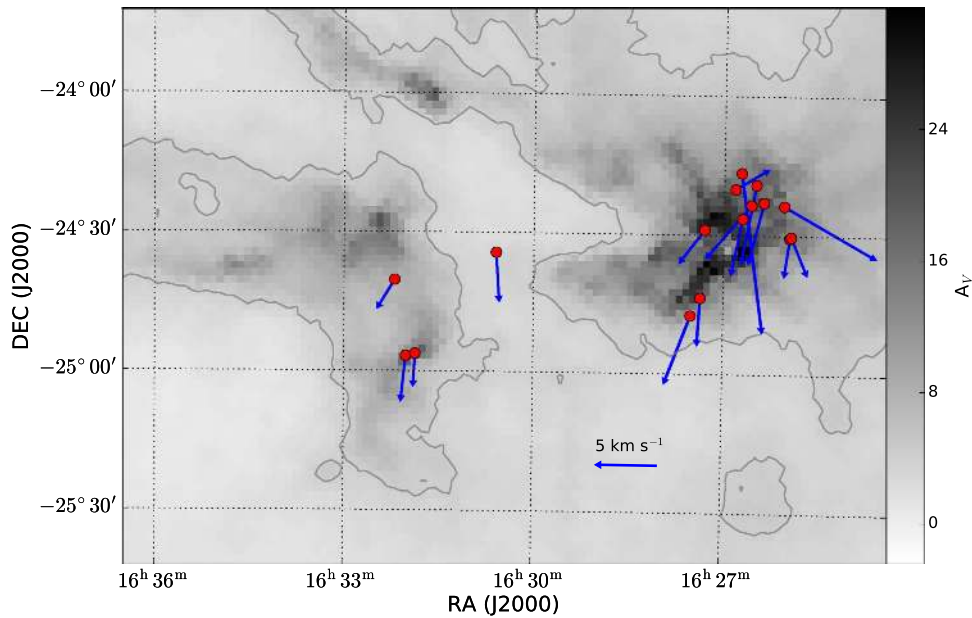 −24° 00′
−24° 30′
−25° 00′
−25° 30′
DEC (J2000)
5 km s⁻¹
16ʰ 36ᵐ
16ʰ 33ᵐ
16ʰ 30ᵐ
16ʰ 27ᵐ
RA (J2000)
24
16
8
0
A_V